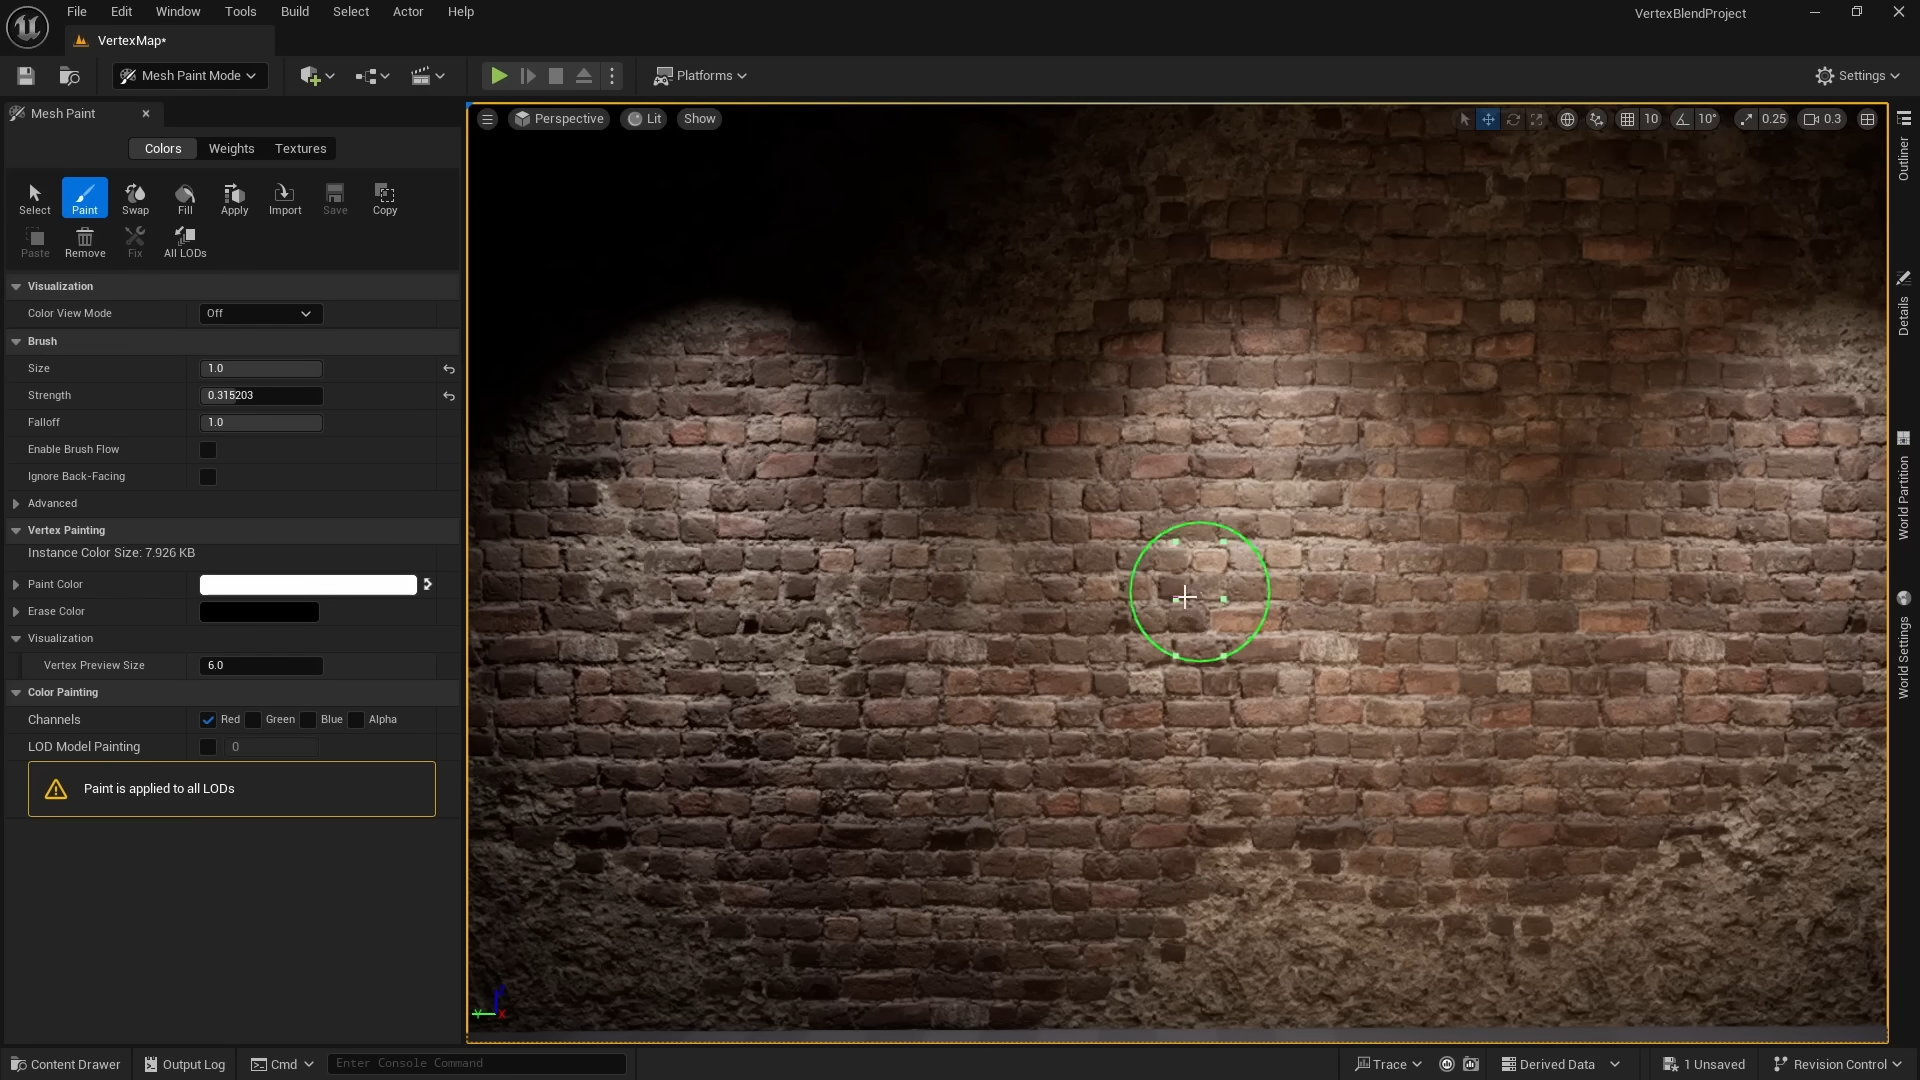 File Edit Window Tools Build Select Actor Help
VertexBlendProject
VertexMap*
Mesh Paint Mode
Platforms
Settings
Mesh Paint
Perspective
Lit
Show
10
10°
0.25
0.3
Colors Weights Textures
Select Paint Swap Fill Apply Import Save Copy
Paste Remove Fix All LODs
Visualization
Color View Mode Off
Brush
Size 1.0
Strength 0.315203
Falloff 1.0
Enable Brush Flow
Ignore Back-Facing
Advanced
Vertex Painting
Instance Color Size: 7.926 KB
Paint Color
Erase Color
Visualization
Vertex Preview Size 6.0
Color Painting
Channels Red Green Blue Alpha
LOD Model Painting 0
Paint is applied to all LODs
Outliner
Details
World Partition
World Settings
Y X
Content Drawer
Output Log
Cmd
Enter Console Command
Trace
Derived Data
1 Unsaved
Revision Control